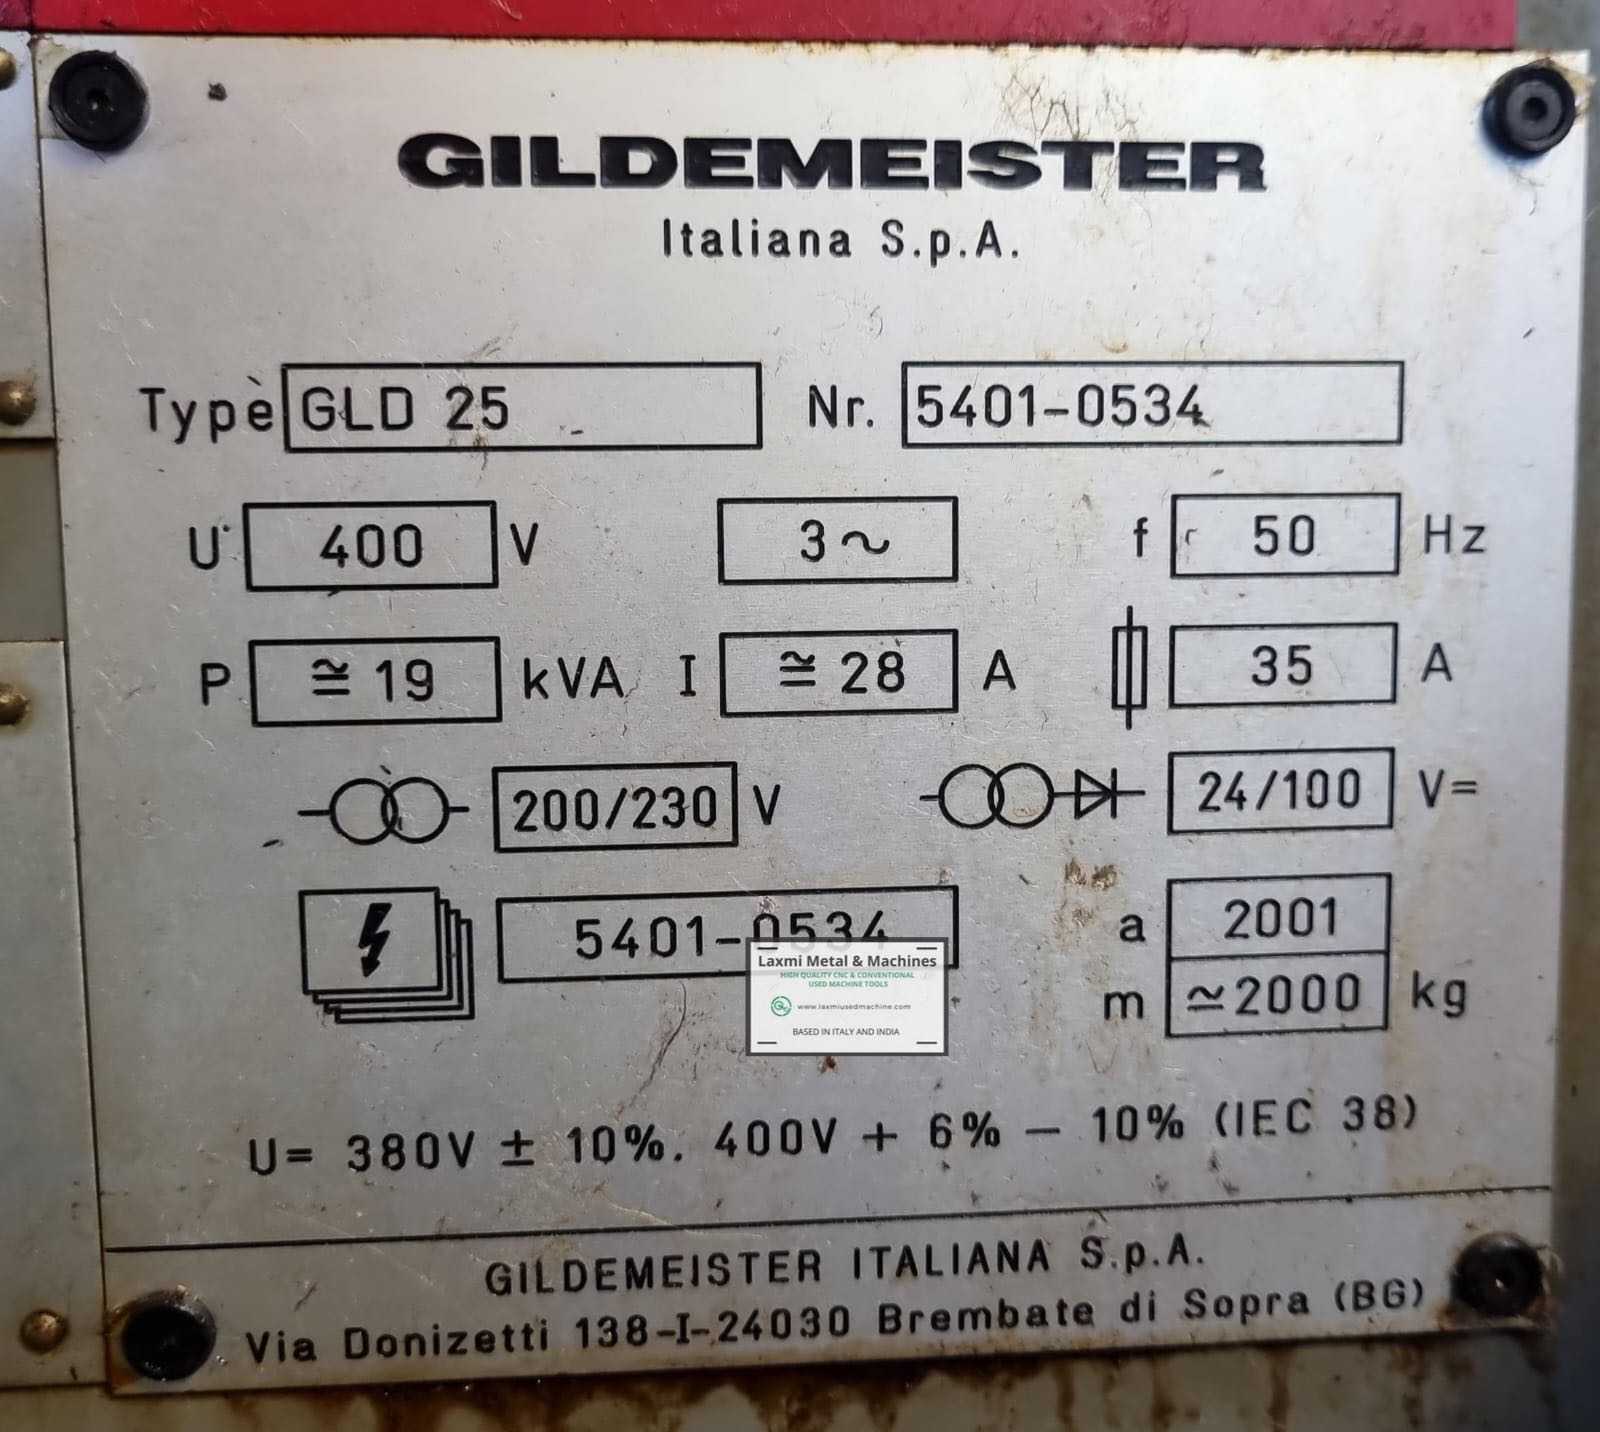 GILDEMEISTER
Italiana S.p.A.
Type GLD 25 Nr. 5401-0534
U 400 V 3~ f 50 Hz
P ≅ 19 kVA I ≅ 28 A 35 A
200/230 V 24/100 V=
5401-0534 a 2001
m ≃2000 kg
Laxmi Metal & Machines
HIGH QUALITY CNC & CONVENTIONAL
USED MACHINE TOOLS
www.laxmiusedmachine.com
BASED IN ITALY AND INDIA
U= 380V ± 10%. 400V + 6% – 10% (IEC 38)
GILDEMEISTER ITALIANA S.p.A.
Via Donizetti 138-I-24030 Brembate di Sopra (BG)